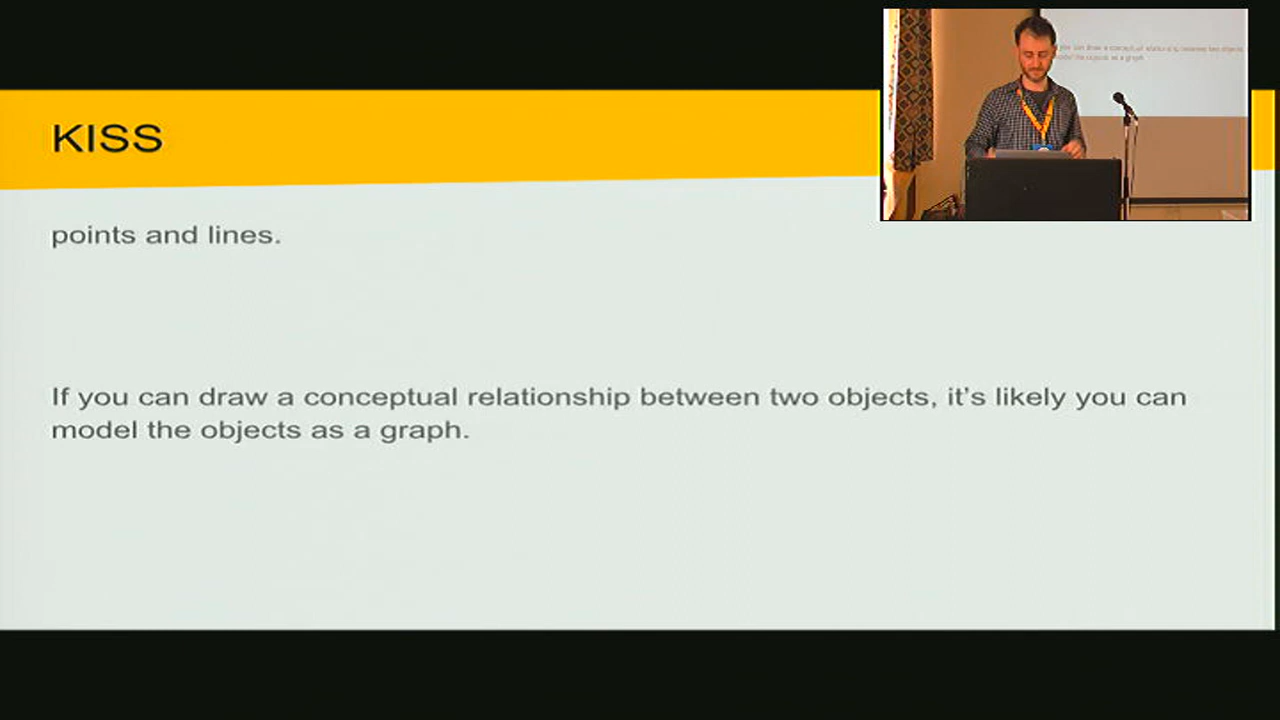 KISS
points and lines.
If you can draw a conceptual relationship between two objects, it's likely you can
model the objects as a graph.